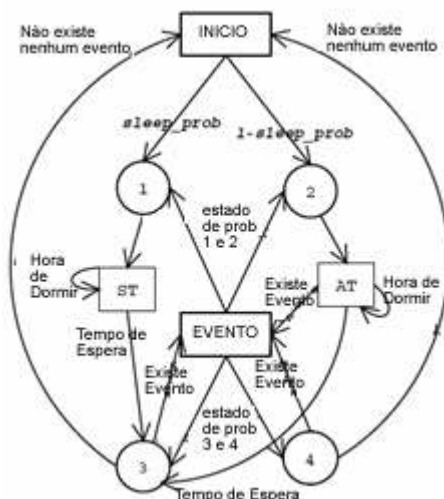 INICIO
Não existe
nenhum evento
Não existe
nenhum evento
sleep_prob
1-sleep_prob
1
2
estado
de prob
1 e 2
Hora
de
Dormir
ST
AT
Hora de
Dormir
Existe
Evento
Tempo de
Espera
EVENTO
Existe
Evento
Existe
Evento
estado
de prob
3 e 4
3
4
Tempo de Espera